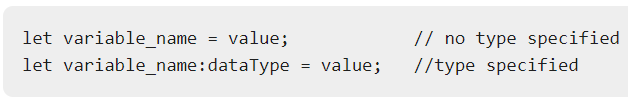 let variable_name = value;            // no type specified
let variable_name:dataType = value;   //type specified